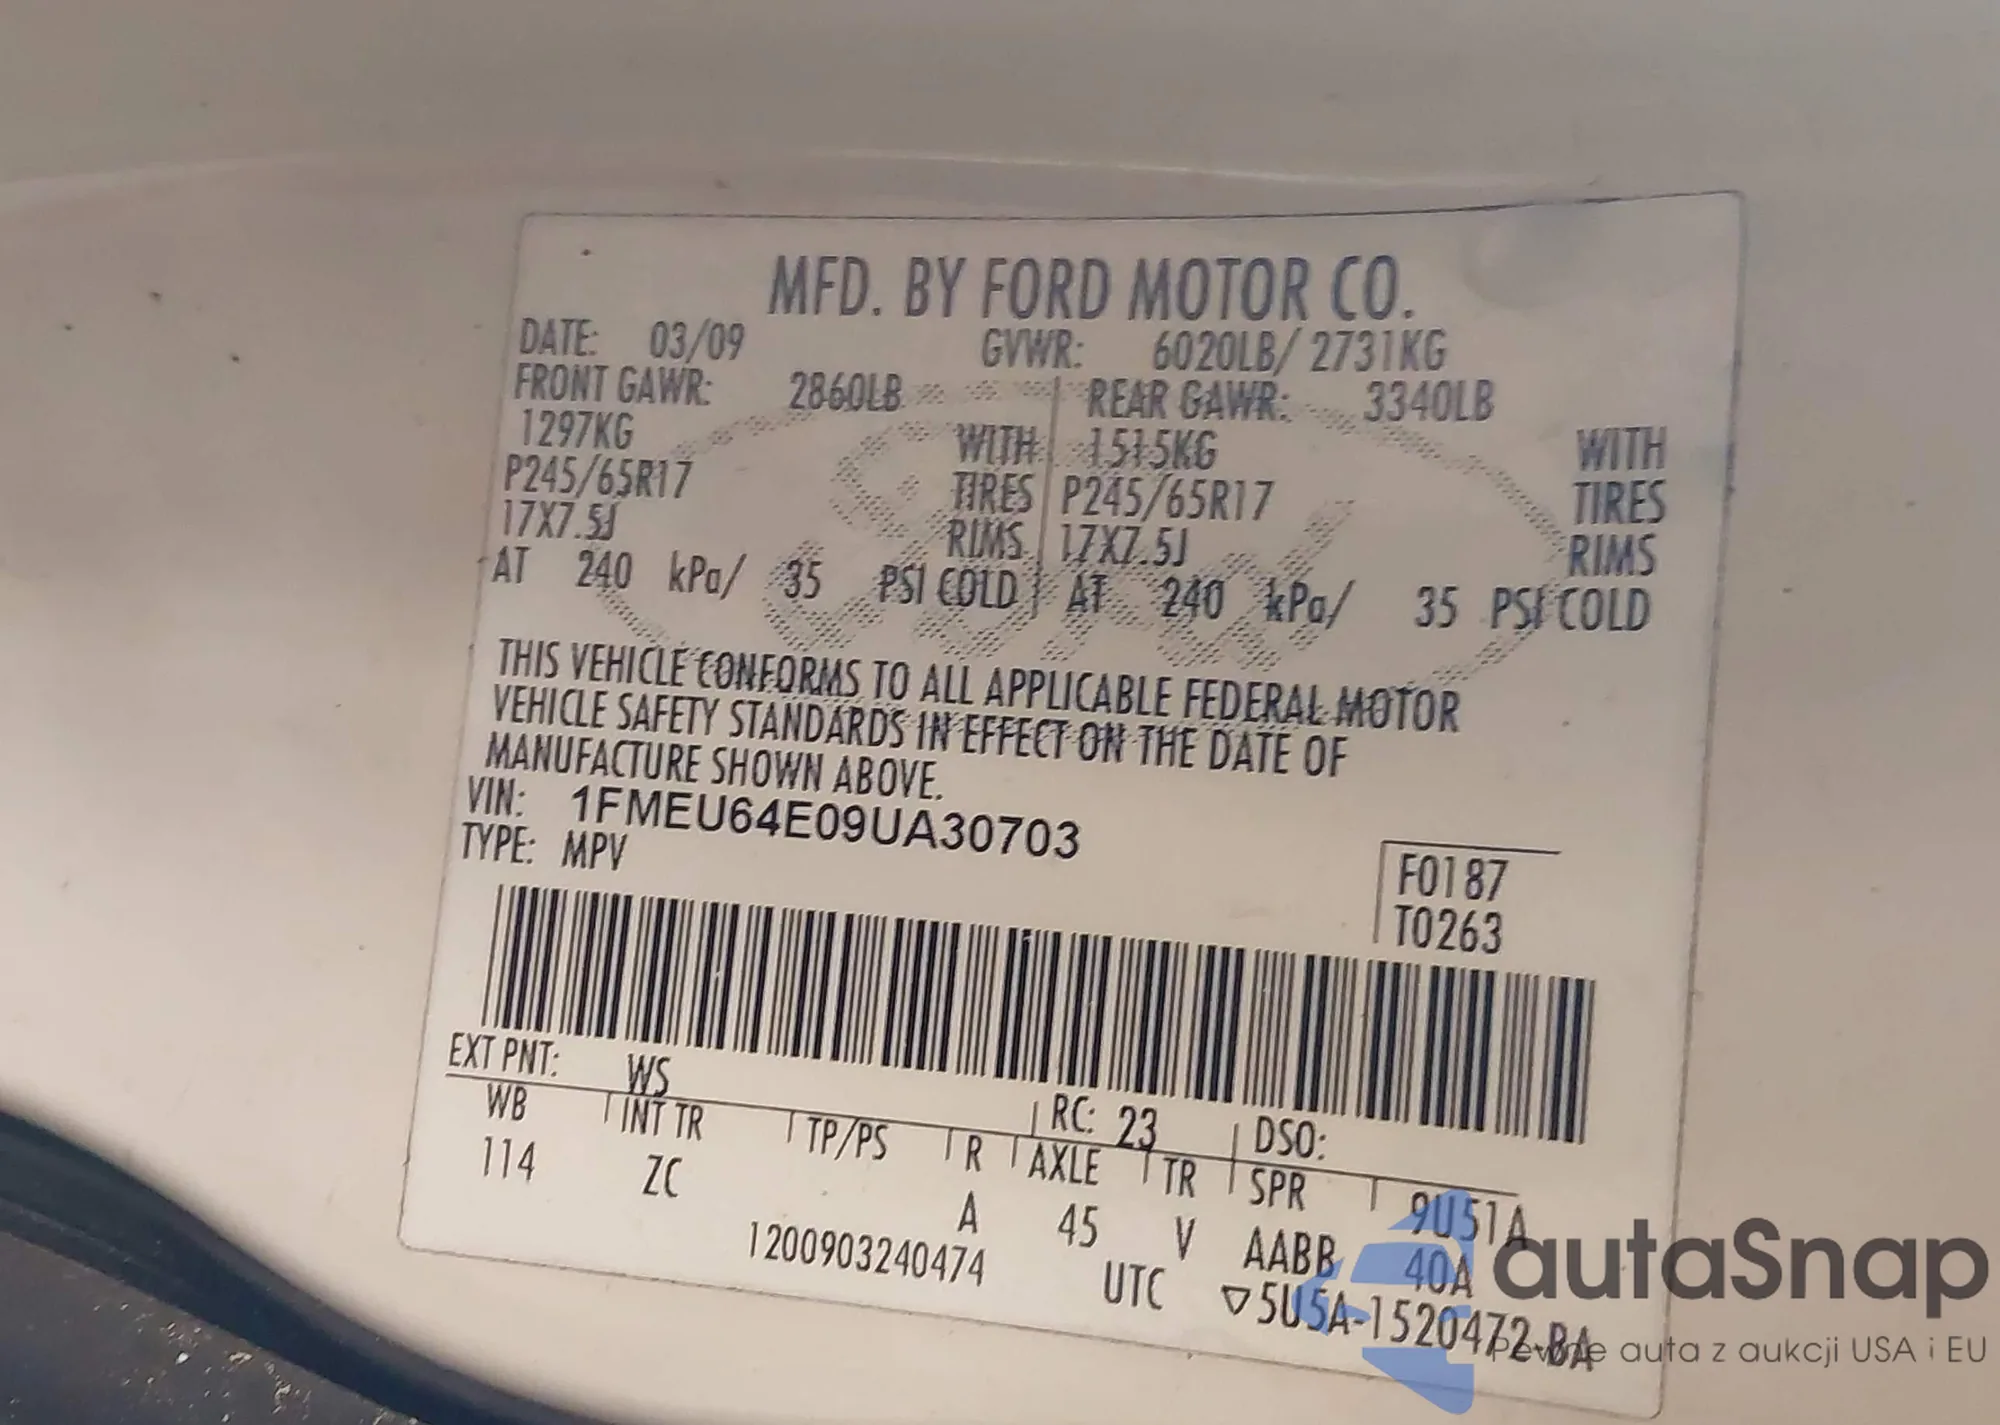 MFD. BY FORD MOTOR CO.
DATE: 03/09 GVWR: 6020LB/ 2731KG
FRONT GAWR: 2860LB REAR GAWR: 3340LB
1297KG WITH 1515KG WITH
P245/65R17 TIRES P245/65R17 TIRES
17X7.5J RIMS 17X7.5J RIMS
AT 240 kPa/ 35 PSI COLD AT 240 kPa/ 35 PSI COLD
THIS VEHICLE CONFORMS TO ALL APPLICABLE FEDERAL MOTOR
VEHICLE SAFETY STANDARDS IN EFFECT ON THE DATE OF
MANUFACTURE SHOWN ABOVE.
VIN: 1FMEU64E09UA30703
TYPE: MPV
F0187
T0263
EXT PNT: WS RC: 23 DSO:
WB INT TR TP/PS R AXLE TR SPR 9U51A
114 ZC A 45 V AABB 40A
1200903240474 UTC ▽5U5A-1520472-BA
Ford
autaSnap
Pewne auta z aukcji USA i EU